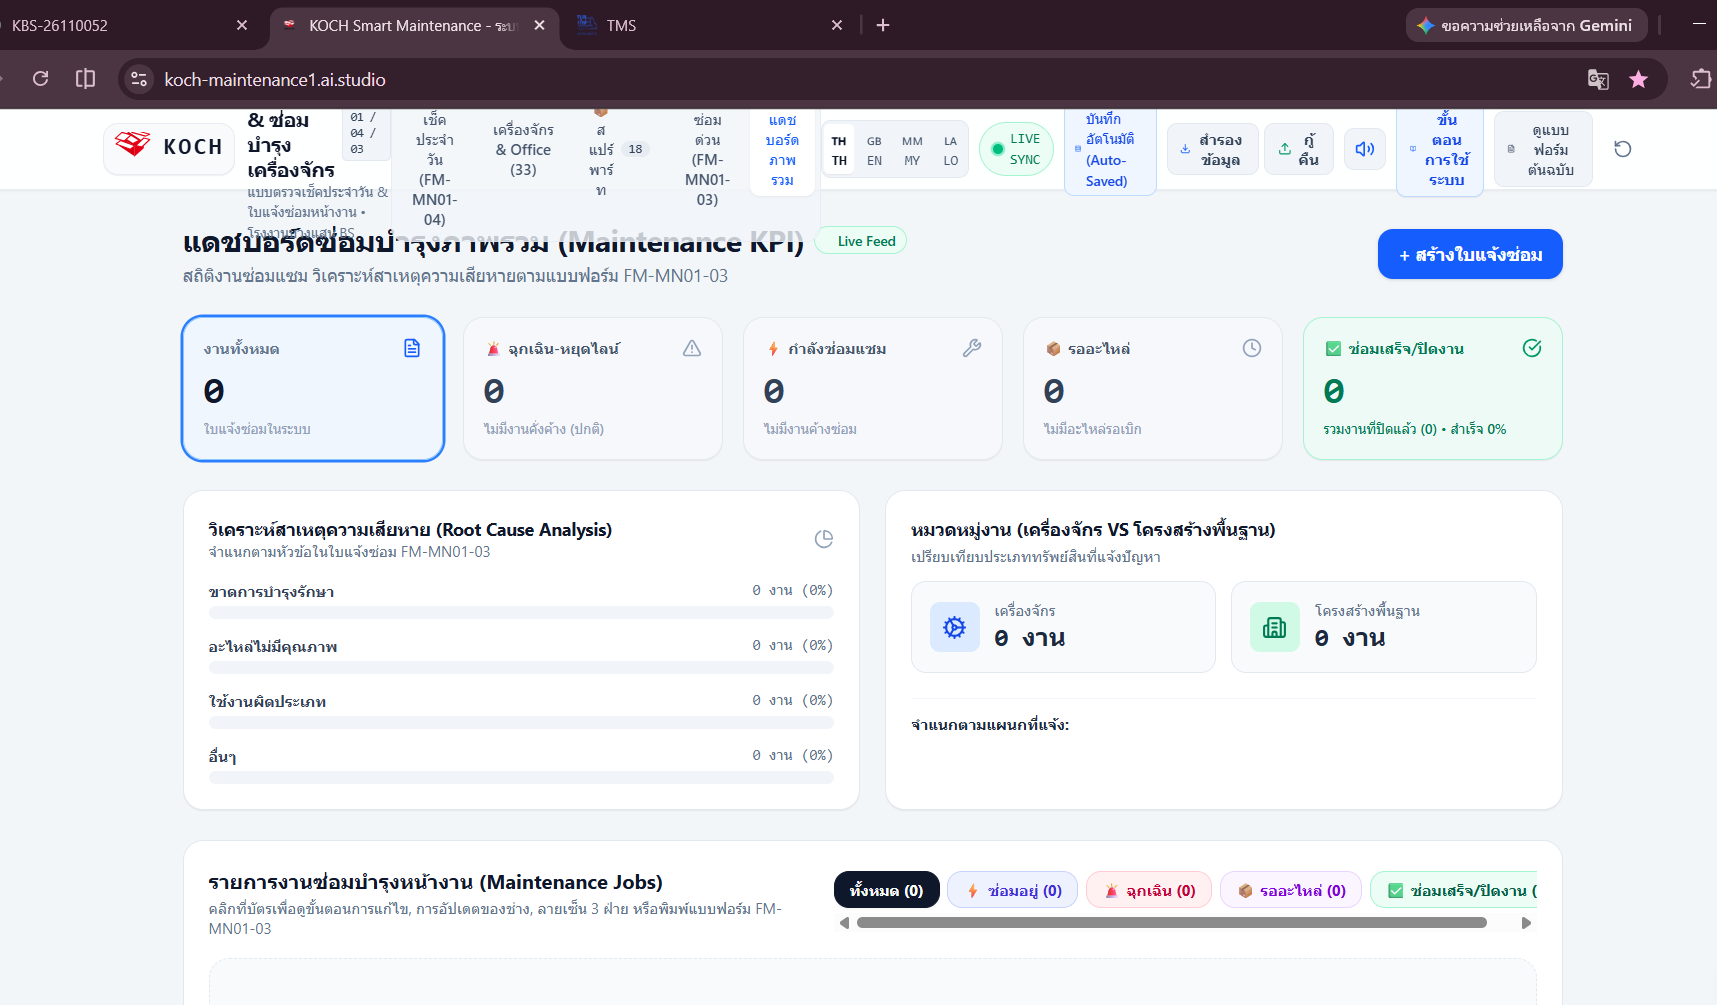 KBS-26110052
KOCH Smart Maintenance - ระบ
TMS
ขอความช่วยเหลือจาก Gemini
koch-maintenance1.ai.studio
KOCH
& ซ่อม
บำรุง
เครื่องจักร
แบบตรวจเช็คประจำวัน &
ใบแจ้งซ่อมหน้างาน •
โรงงานบางแสน BS
01 /
04 /
03
เช็ค
ประจำ
วัน
(FM-
MN01-
04)
เครื่องจักร
& Office
(33)
ส
แปร์
พาร์
ท
18
ซ่อม
ด่วน
(FM-
MN01-
03)
แดช
บอร์ด
ภาพ
รวม
TH GB MM LA
TH EN MY LO
LIVE
SYNC
บันทึก
อัตโนมัติ
(Auto-
Saved)
สำรอง
ข้อมูล
กู้
คืน
ขั้น
ตอน
การใช้
ระบบ
ดูแบบ
ฟอร์ม
ต้นฉบับ
แดชบอร์ดซ่อมบำรุงภาพรวม (Maintenance KPI)
Live Feed
สถิติงานซ่อมแซม วิเคราะห์สาเหตุความเสียหายตามแบบฟอร์ม FM-MN01-03
+ สร้างใบแจ้งซ่อม
งานทั้งหมด
0
ใบแจ้งซ่อมในระบบ
ฉุกเฉิน-หยุดไลน์
0
ไม่มีงานคั่งค้าง (ปกติ)
กำลังซ่อมแซม
0
ไม่มีงานค้างซ่อม
รออะไหล่
0
ไม่มีอะไหล่รอเบิก
ซ่อมเสร็จ/ปิดงาน
0
รวมงานที่ปิดแล้ว (0) • สำเร็จ 0%
วิเคราะห์สาเหตุความเสียหาย (Root Cause Analysis)
จำแนกตามหัวข้อในใบแจ้งซ่อม FM-MN01-03
ขาดการบำรุงรักษา 0 งาน (0%)
อะไหล่ไม่มีคุณภาพ 0 งาน (0%)
ใช้งานผิดประเภท 0 งาน (0%)
อื่นๆ 0 งาน (0%)
หมวดหมู่งาน (เครื่องจักร VS โครงสร้างพื้นฐาน)
เปรียบเทียบประเภททรัพย์สินที่แจ้งปัญหา
เครื่องจักร
0 งาน
โครงสร้างพื้นฐาน
0 งาน
จำแนกตามแผนกที่แจ้ง:
รายการงานซ่อมบำรุงหน้างาน (Maintenance Jobs)
คลิกที่บัตรเพื่อดูขั้นตอนการแก้ไข, การอัปเดตของช่าง, ลายเซ็น 3 ฝ่าย หรือพิมพ์แบบฟอร์ม FM-
MN01-03
ทั้งหมด (0)
ซ่อมอยู่ (0)
ฉุกเฉิน (0)
รออะไหล่ (0)
ซ่อมเสร็จ/ปิดงาน (